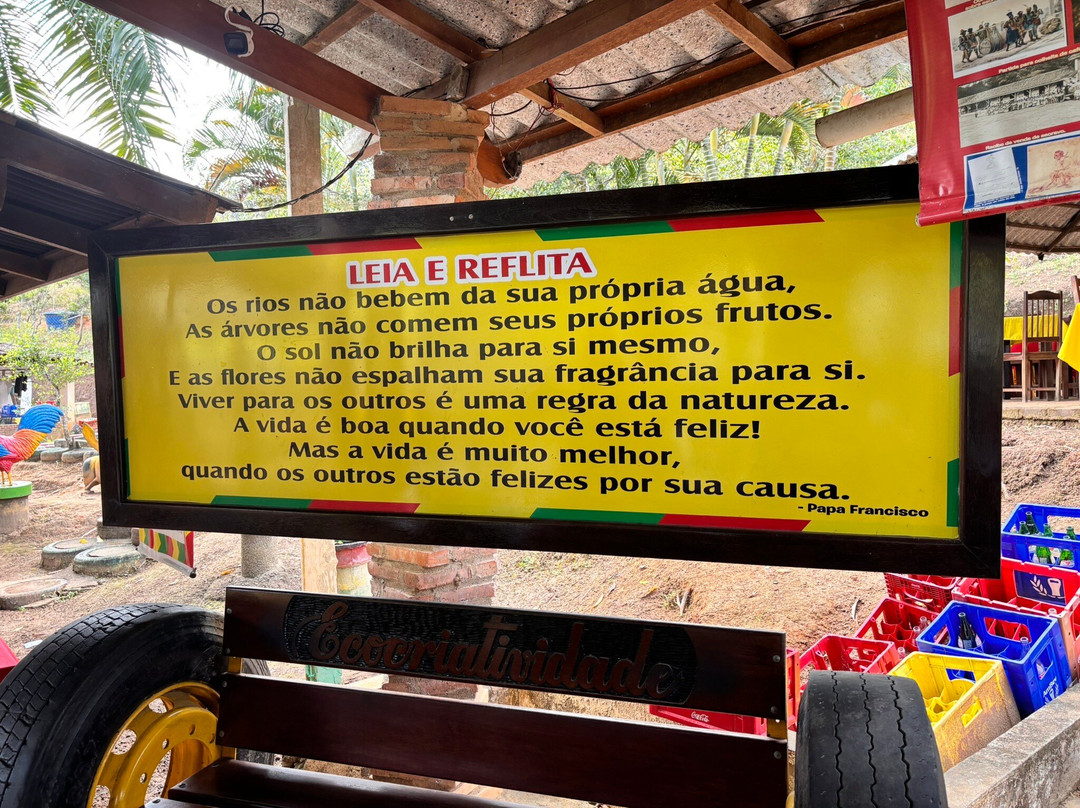 LEIA E REFLITA
Os rios não bebem da sua própria água,
As árvores não comem seus próprios frutos.
O sol não brilha para si mesmo,
E as flores não espalham sua fragrância para si.
Viver para os outros é uma regra da natureza.
A vida é boa quando você está feliz!
Mas a vida é muito melhor,
quando os outros estão felizes por sua causa.
- Papa Francisco
Ecocriatividade
Coca-Cola